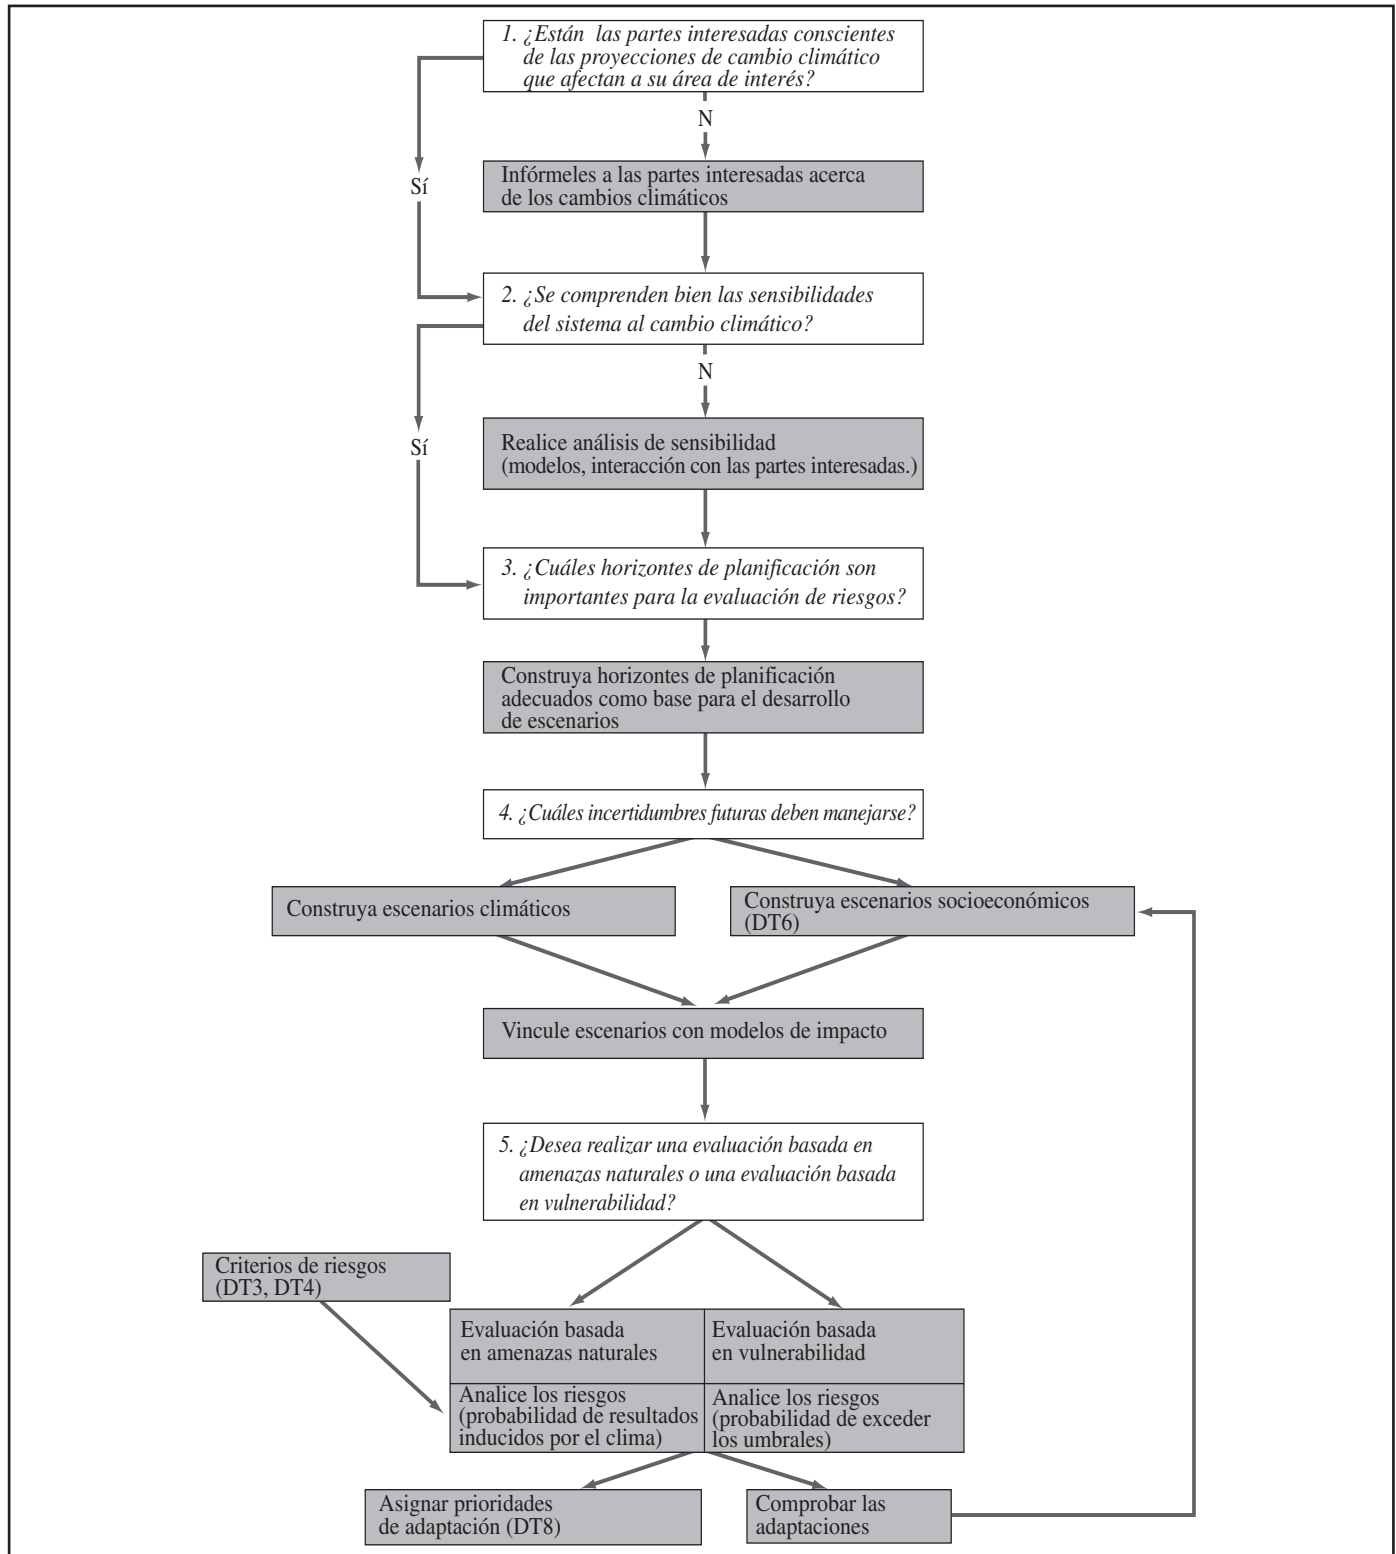 1. ¿Están las partes interesadas conscientes
de las proyecciones de cambio climático
que afectan a su área de interés?
N
Sí
Infórmeles a las partes interesadas acerca
de los cambios climáticos
2. ¿Se comprenden bien las sensibilidades
del sistema al cambio climático?
N
Sí
Realice análisis de sensibilidad
(modelos, interacción con las partes interesadas.)
3. ¿Cuáles horizontes de planificación son
importantes para la evaluación de riesgos?
Construya horizontes de planificación
adecuados como base para el desarrollo
de escenarios
4. ¿Cuáles incertidumbres futuras deben manejarse?
Construya escenarios climáticos
Construya escenarios socioeconómicos
(DT6)
Vincule escenarios con modelos de impacto
5. ¿Desea realizar una evaluación basada en
amenazas naturales o una evaluación basada
en vulnerabilidad?
Criterios de riesgos
(DT3, DT4)
Evaluación basada
en amenazas naturales
Evaluación basada
en vulnerabilidad
Analice los riesgos
(probabilidad de resultados
inducidos por el clima)
Analice los riesgos
(probabilidad de exceder
los umbrales)
Asignar prioridades
de adaptación (DT8)
Comprobar las
adaptaciones